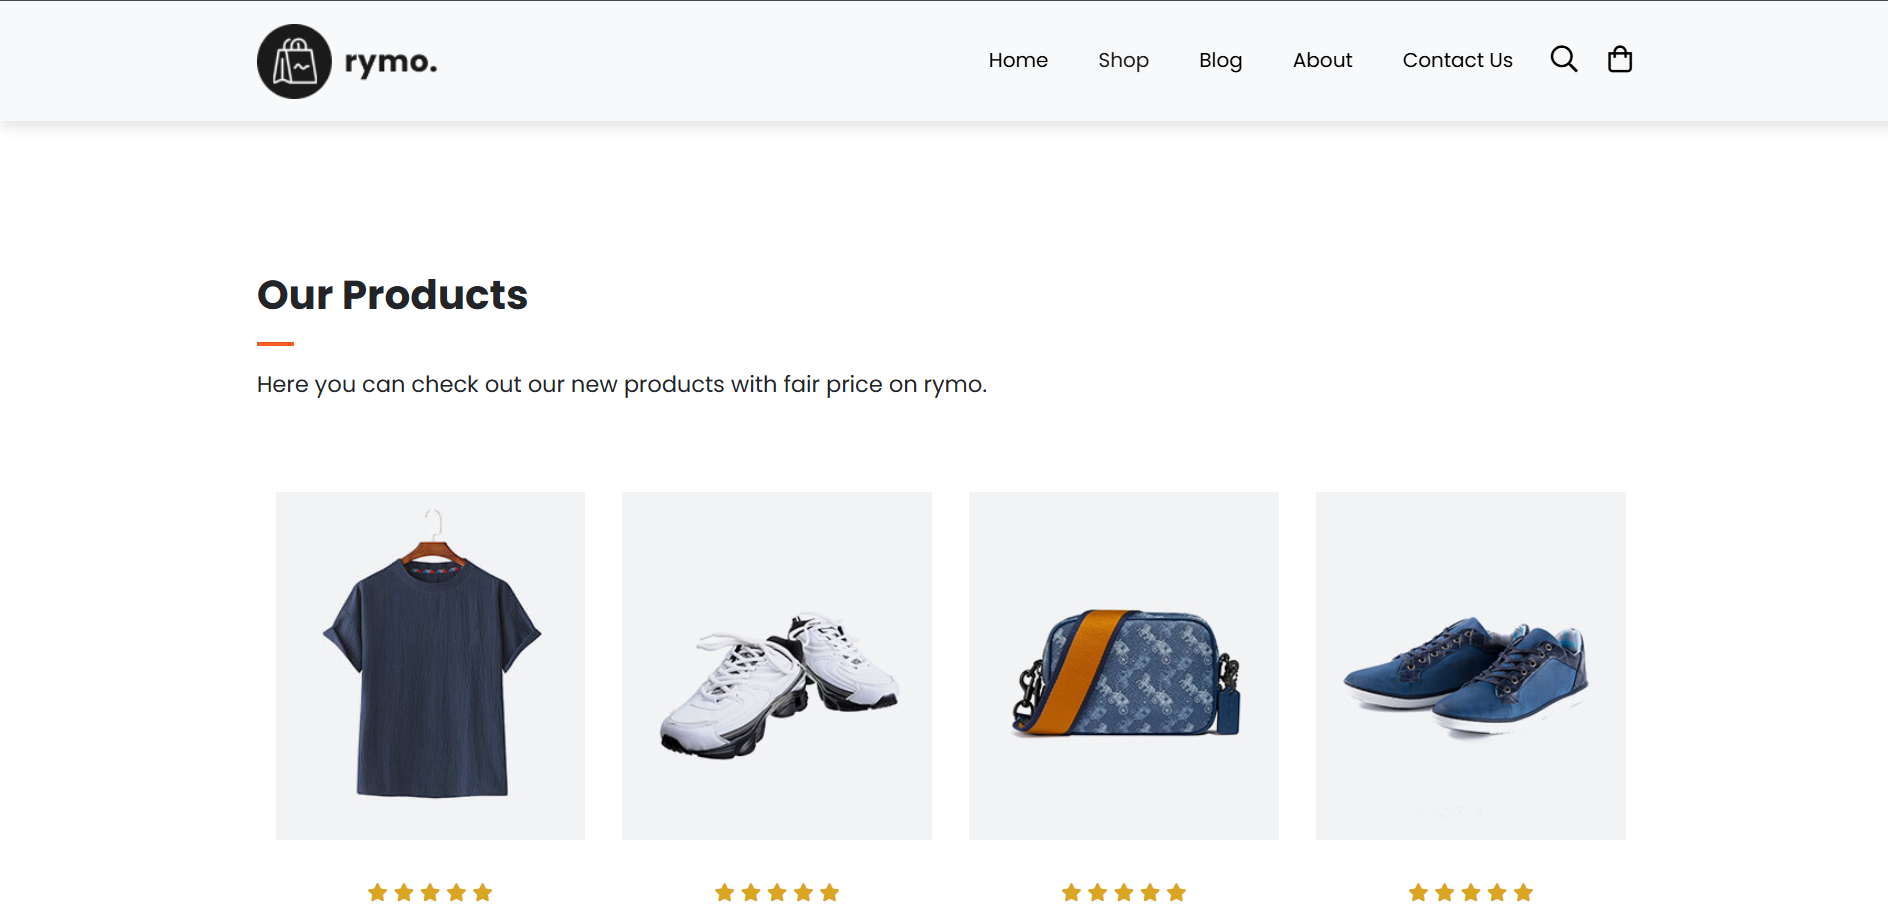 rymo.
Home Shop Blog About Contact Us
Our Products
Here you can check out our new products with fair price on rymo.